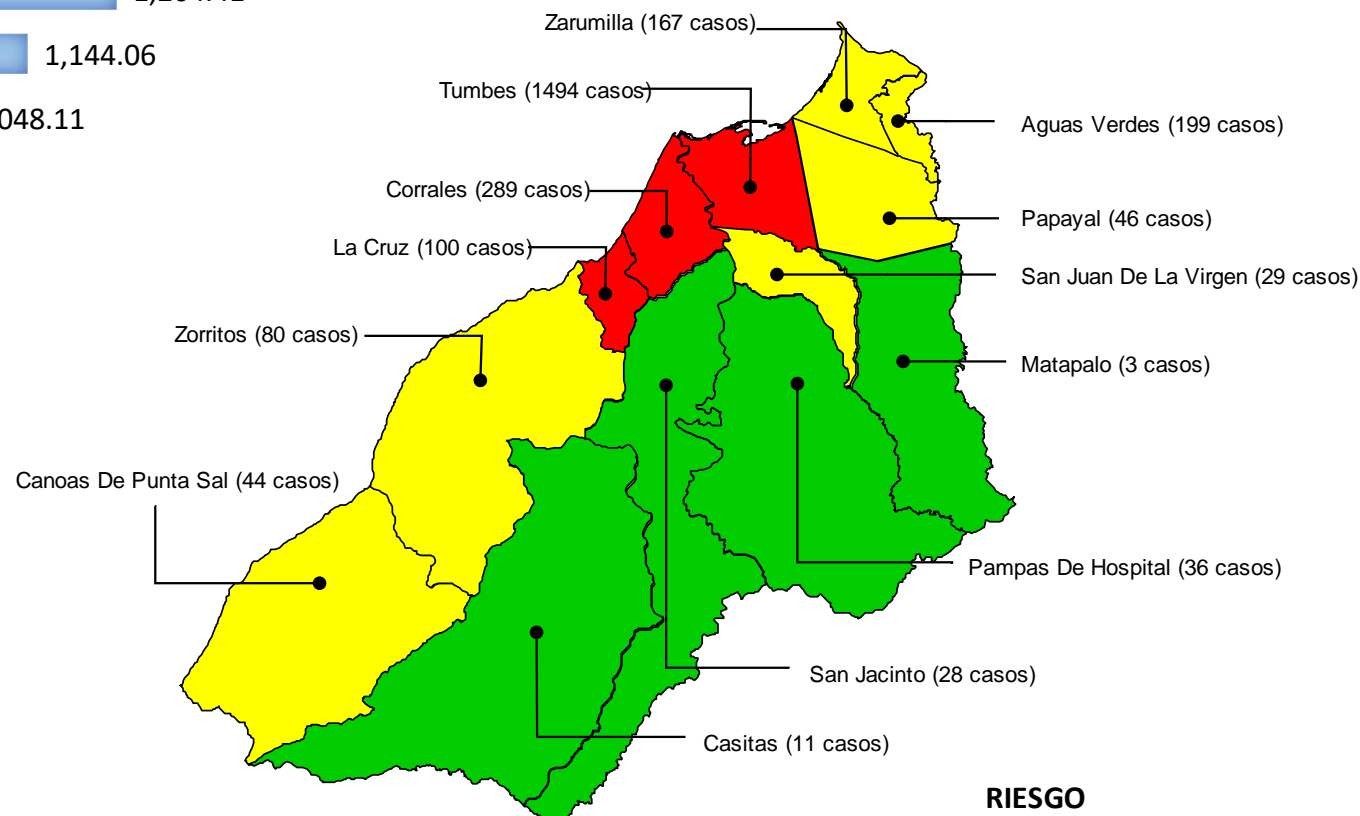 Zarumilla (167 casos)
1,144.06
Tumbes (1494 casos)
048.11
Aguas Verdes (199 casos)
Corrales (289 casos)
Papayal (46 casos)
La Cruz (100 casos)
San Juan De La Virgen (29 casos)
Zorritos (80 casos)
Matapalo (3 casos)
Canoas De Punta Sal (44 casos)
Pampas De Hospital (36 casos)
San Jacinto (28 casos)
Casitas (11 casos)
RIESGO